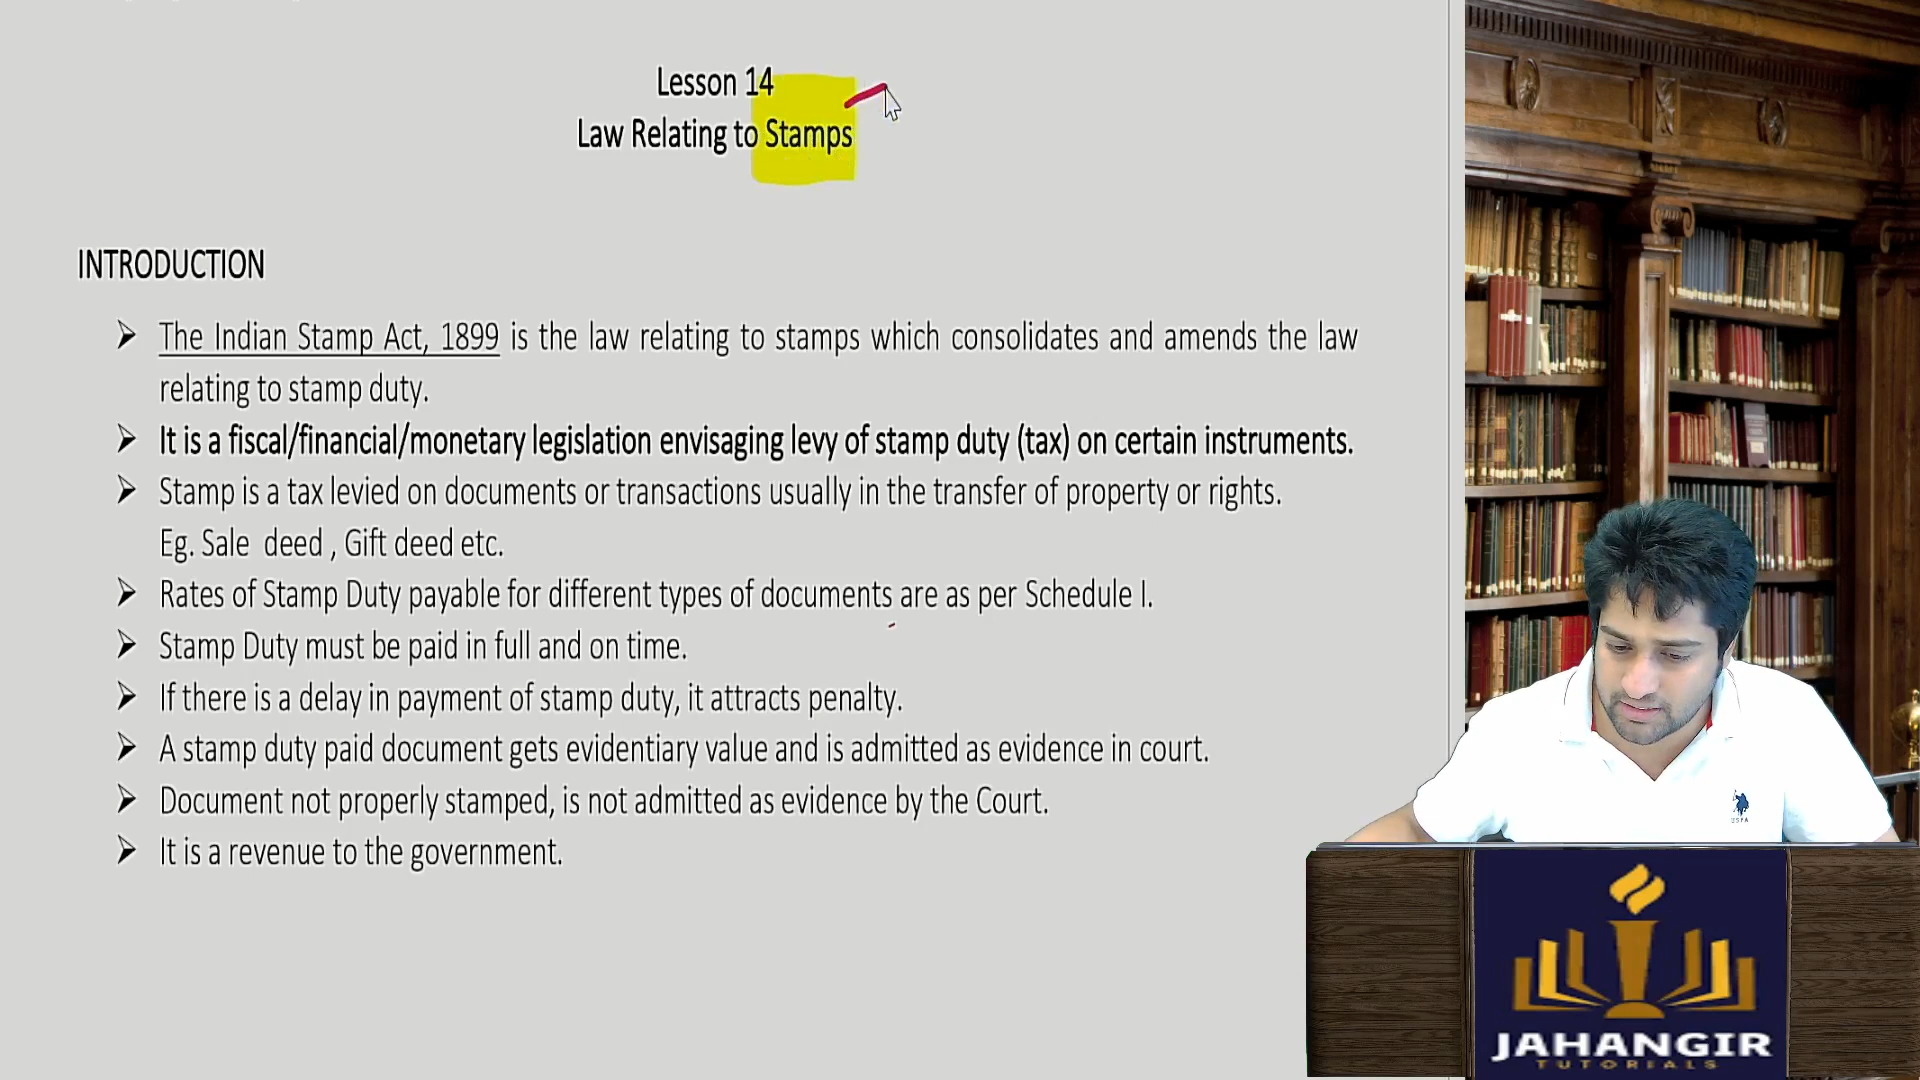 Lesson 14
Law Relating to Stamps
INTRODUCTION
➢ The Indian Stamp Act, 1899 is the law relating to stamps which consolidates and amends the law
relating to stamp duty.
➢ It is a fiscal/financial/monetary legislation envisaging levy of stamp duty (tax) on certain instruments.
➢ Stamp is a tax levied on documents or transactions usually in the transfer of property or rights.
Eg. Sale deed , Gift deed etc.
➢ Rates of Stamp Duty payable for different types of documents are as per Schedule I.
➢ Stamp Duty must be paid in full and on time.
➢ If there is a delay in payment of stamp duty, it attracts penalty.
➢ A stamp duty paid document gets evidentiary value and is admitted as evidence in court.
➢ Document not properly stamped, is not admitted as evidence by the Court.
➢ It is a revenue to the government.
USPA
JAHANGIR
TUTORIALS